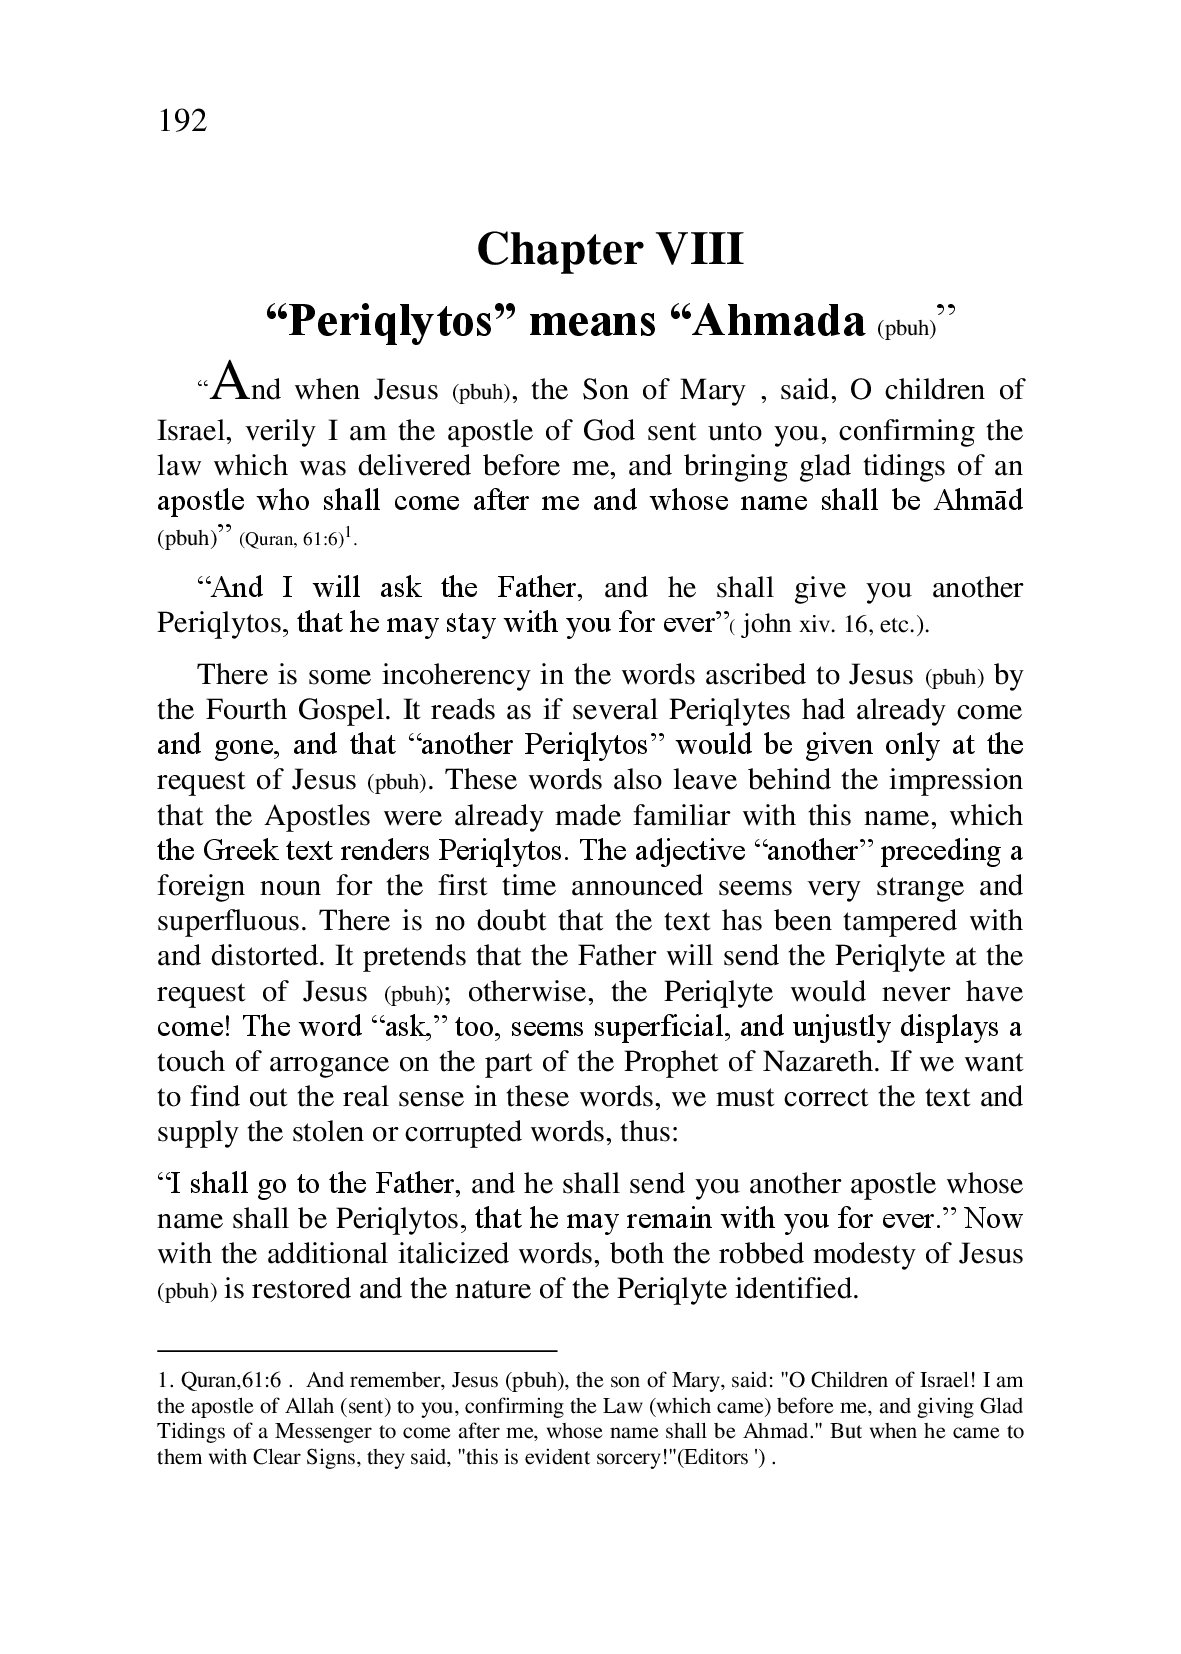 192
Chapter VIII
“Periqlytos” means “Ahmada (pbuh)”
“And when Jesus (pbuh), the Son of Mary , said, O children of
Israel, verily I am the apostle of God sent unto you, confirming the
law which was delivered before me, and bringing glad tidings of an
apostle who shall come after me and whose name shall be Ahmād
(pbuh)” (Quran, 61:6)1.
“And I will ask the Father, and he shall give you another
Periqlytos, that he may stay with you for ever”( john xiv. 16, etc.).
There is some incoherency in the words ascribed to Jesus (pbuh) by
the Fourth Gospel. It reads as if several Periqlytes had already come
and gone, and that “another Periqlytos” would be given only at the
request of Jesus (pbuh). These words also leave behind the impression
that the Apostles were already made familiar with this name, which
the Greek text renders Periqlytos. The adjective “another” preceding a
foreign noun for the first time announced seems very strange and
superfluous. There is no doubt that the text has been tampered with
and distorted. It pretends that the Father will send the Periqlyte at the
request of Jesus (pbuh); otherwise, the Periqlyte would never have
come! The word “ask,” too, seems superficial, and unjustly displays a
touch of arrogance on the part of the Prophet of Nazareth. If we want
to find out the real sense in these words, we must correct the text and
supply the stolen or corrupted words, thus:
“I shall go to the Father, and he shall send you another apostle whose
name shall be Periqlytos, that he may remain with you for ever.” Now
with the additional italicized words, both the robbed modesty of Jesus
(pbuh) is restored and the nature of the Periqlyte identified.
1. Quran,61:6 . And remember, Jesus (pbuh), the son of Mary, said: "O Children of Israel! I am
the apostle of Allah (sent) to you, confirming the Law (which came) before me, and giving Glad
Tidings of a Messenger to come after me, whose name shall be Ahmad." But when he came to
them with Clear Signs, they said, "this is evident sorcery!"(Editors ') .